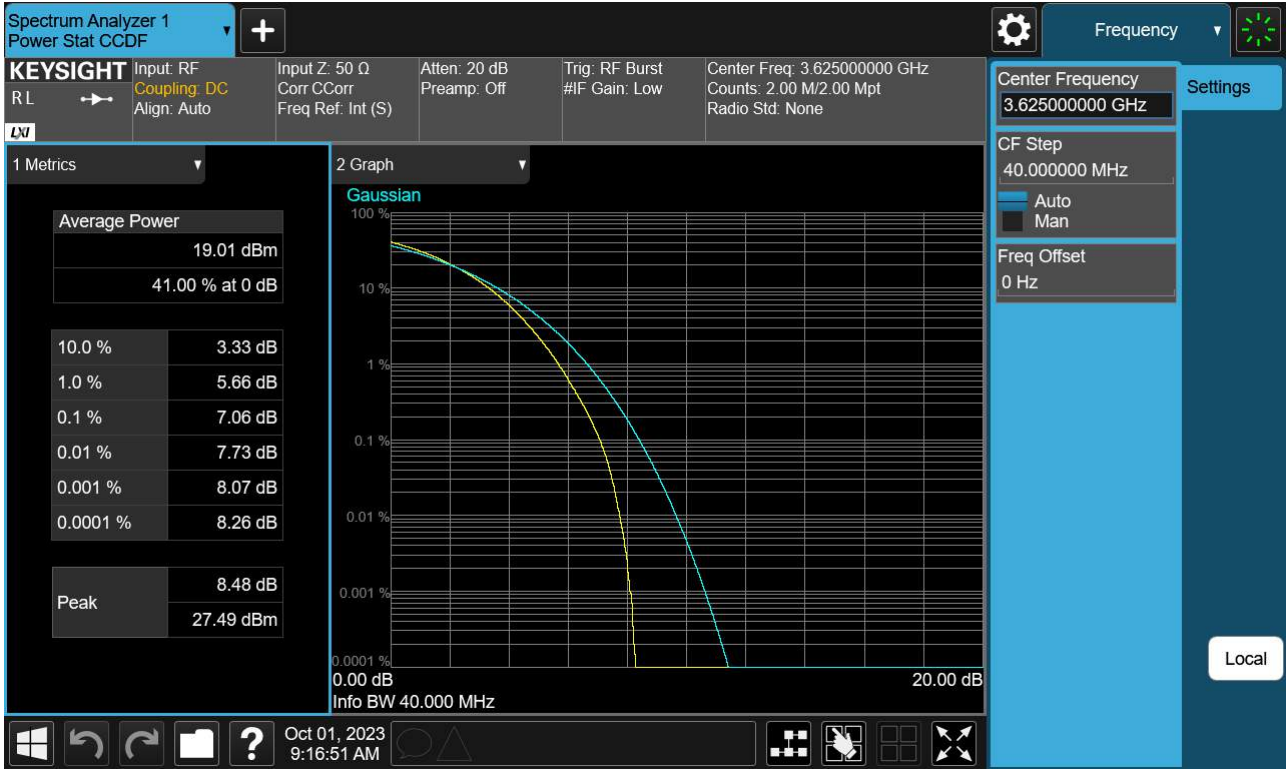 Spectrum Analyzer 1
Power Stat CCDF
Frequency
KEYSIGHT
RL
LXI
Input: RF
Coupling: DC
Align: Auto
Input Z: 50 Ω
Corr CCorr
Freq Ref: Int (S)
Atten: 20 dB
Preamp: Off
Trig: RF Burst
#IF Gain: Low
Center Freq: 3.625000000 GHz
Counts: 2.00 M/2.00 Mpt
Radio Std: None
Center Frequency
3.625000000 GHz
Settings
CF Step
40.000000 MHz
Auto
Man
Freq Offset
0 Hz
1 Metrics
Average Power
19.01 dBm
41.00 % at 0 dB
10.0 % 3.33 dB
1.0 % 5.66 dB
0.1 % 7.06 dB
0.01 % 7.73 dB
0.001 % 8.07 dB
0.0001 % 8.26 dB
Peak
8.48 dB
27.49 dBm
2 Graph
Gaussian
100 %
10 %
1 %
0.1 %
0.01 %
0.001 %
0.0001 %
0.00 dB 20.00 dB
Info BW 40.000 MHz
Local
?
Oct 01, 2023
9:16:51 AM